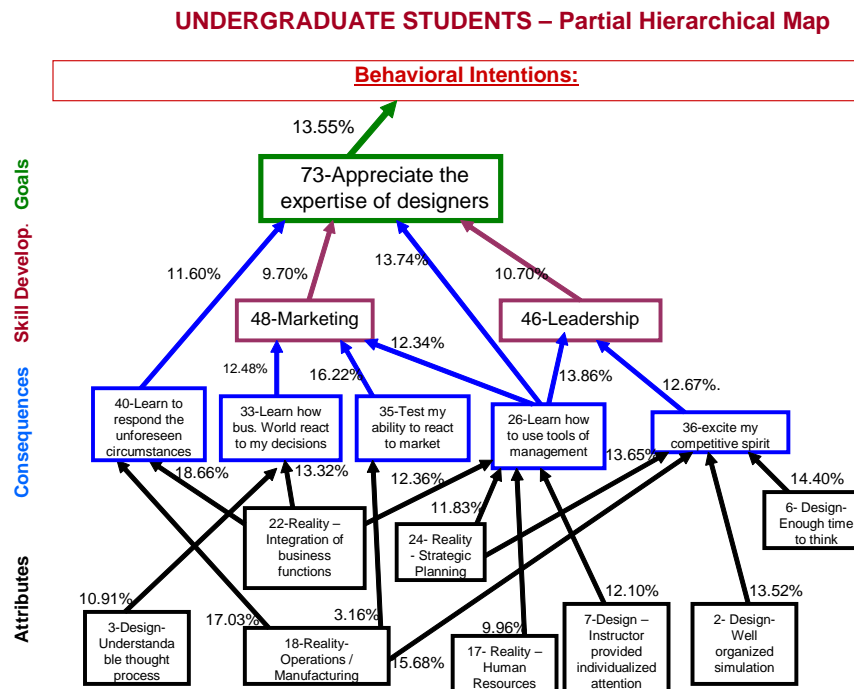 UNDERGRADUATE STUDENTS – Partial Hierarchical Map
Behavioral Intentions:
13.55%
Goals
73-Appreciate the
expertise of designers
11.60%
9.70%
13.74%
10.70%
Skill Develop.
48-Marketing
46-Leadership
12.34%
12.48%
16.22%
13.86%
12.67%.
Consequences
40-Learn to
respond the
unforeseen
circumstances
33-Learn how
bus. World react
to my decisions
35-Test my
ability to react
to market
26-Learn how
to use tools of
management
36-excite my
competitive spirit
18.66%
13.32%
12.36%
13.65%
11.83%
14.40%
Attributes
22-Reality –
Integration of
business
functions
24- Reality
- Strategic
Planning
6- Design-
Enough time
to think
10.91%
17.03%
3.16%
15.68%
9.96%
12.10%
13.52%
3-Design-
Understanda
ble thought
process
18-Reality-
Operations /
Manufacturing
17- Reality –
Human
Resources
7-Design –
Instructor
provided
individualized
attention
2- Design-
Well
organized
simulation